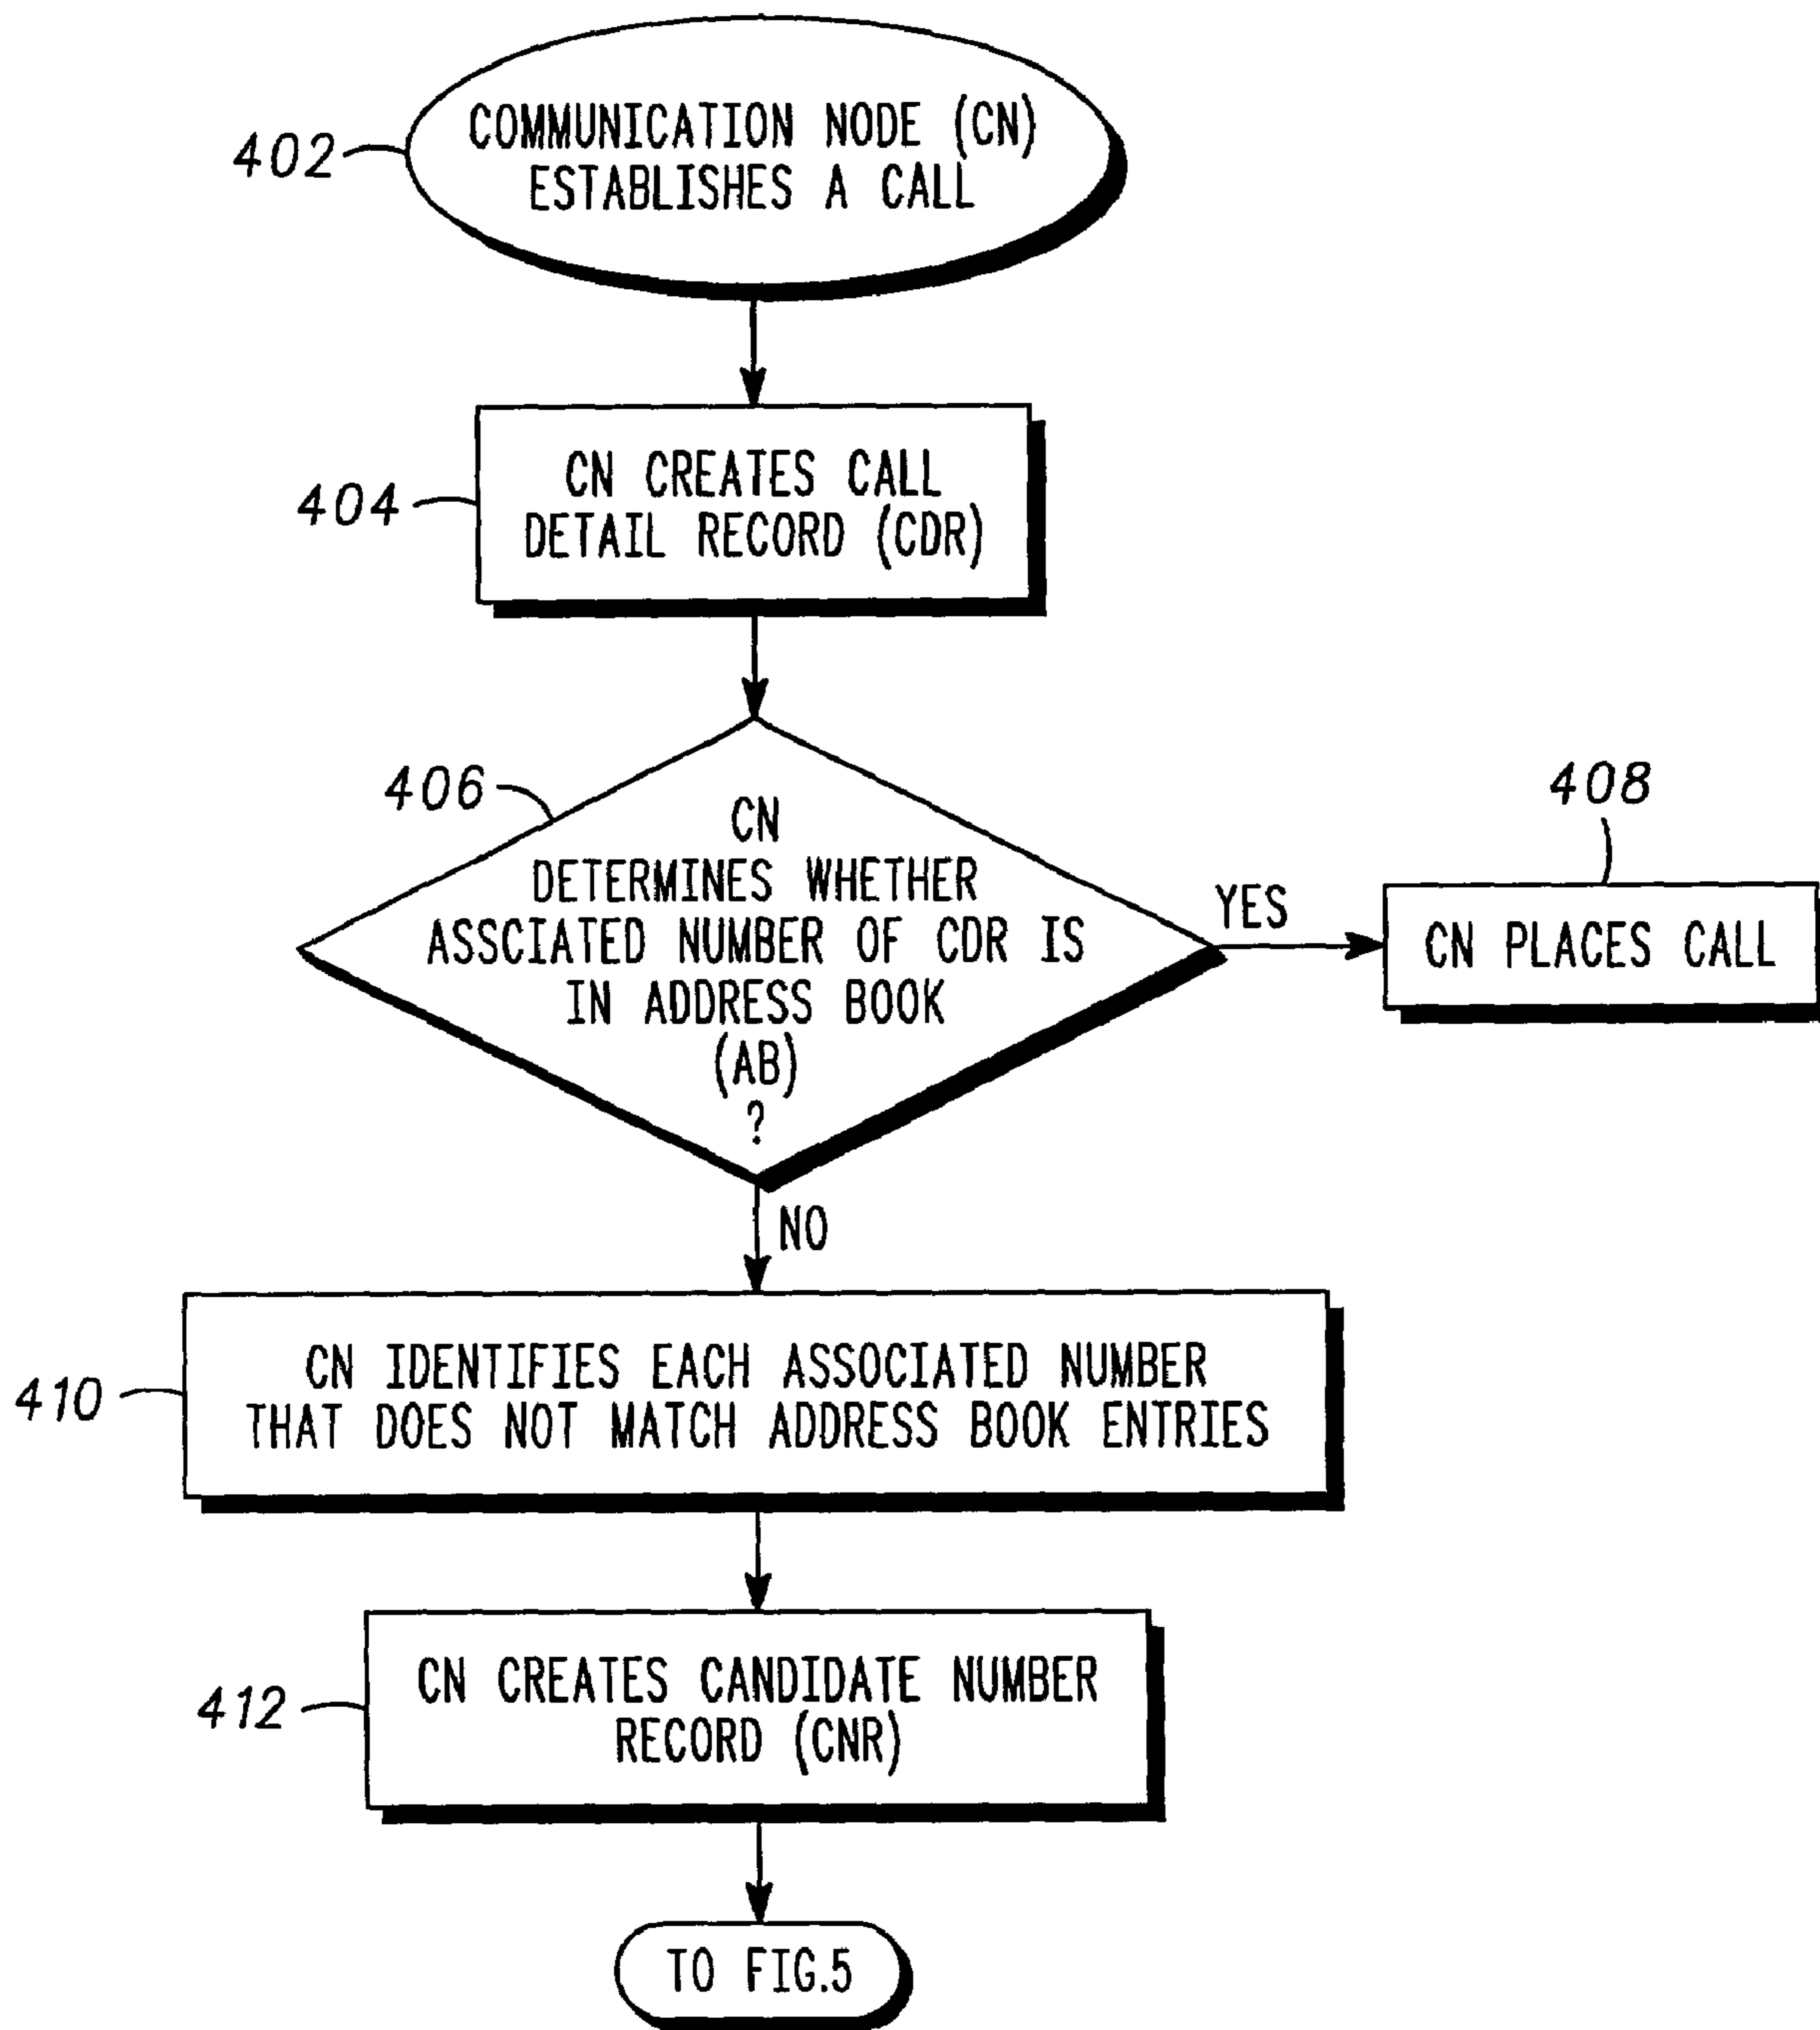 402
COMMUNICATION NODE (CN)
ESTABLISHES A CALL
404
CN CREATES CALL
DETAIL RECORD (CDR)
406
CN
DETERMINES WHETHER
ASSCIATED NUMBER OF CDR IS
IN ADDRESS BOOK
(AB)
?
YES
408
CN PLACES CALL
NO
410
CN IDENTIFIES EACH ASSOCIATED NUMBER
THAT DOES NOT MATCH ADDRESS BOOK ENTRIES
412
CN CREATES CANDIDATE NUMBER
RECORD (CNR)
TO FIG.5